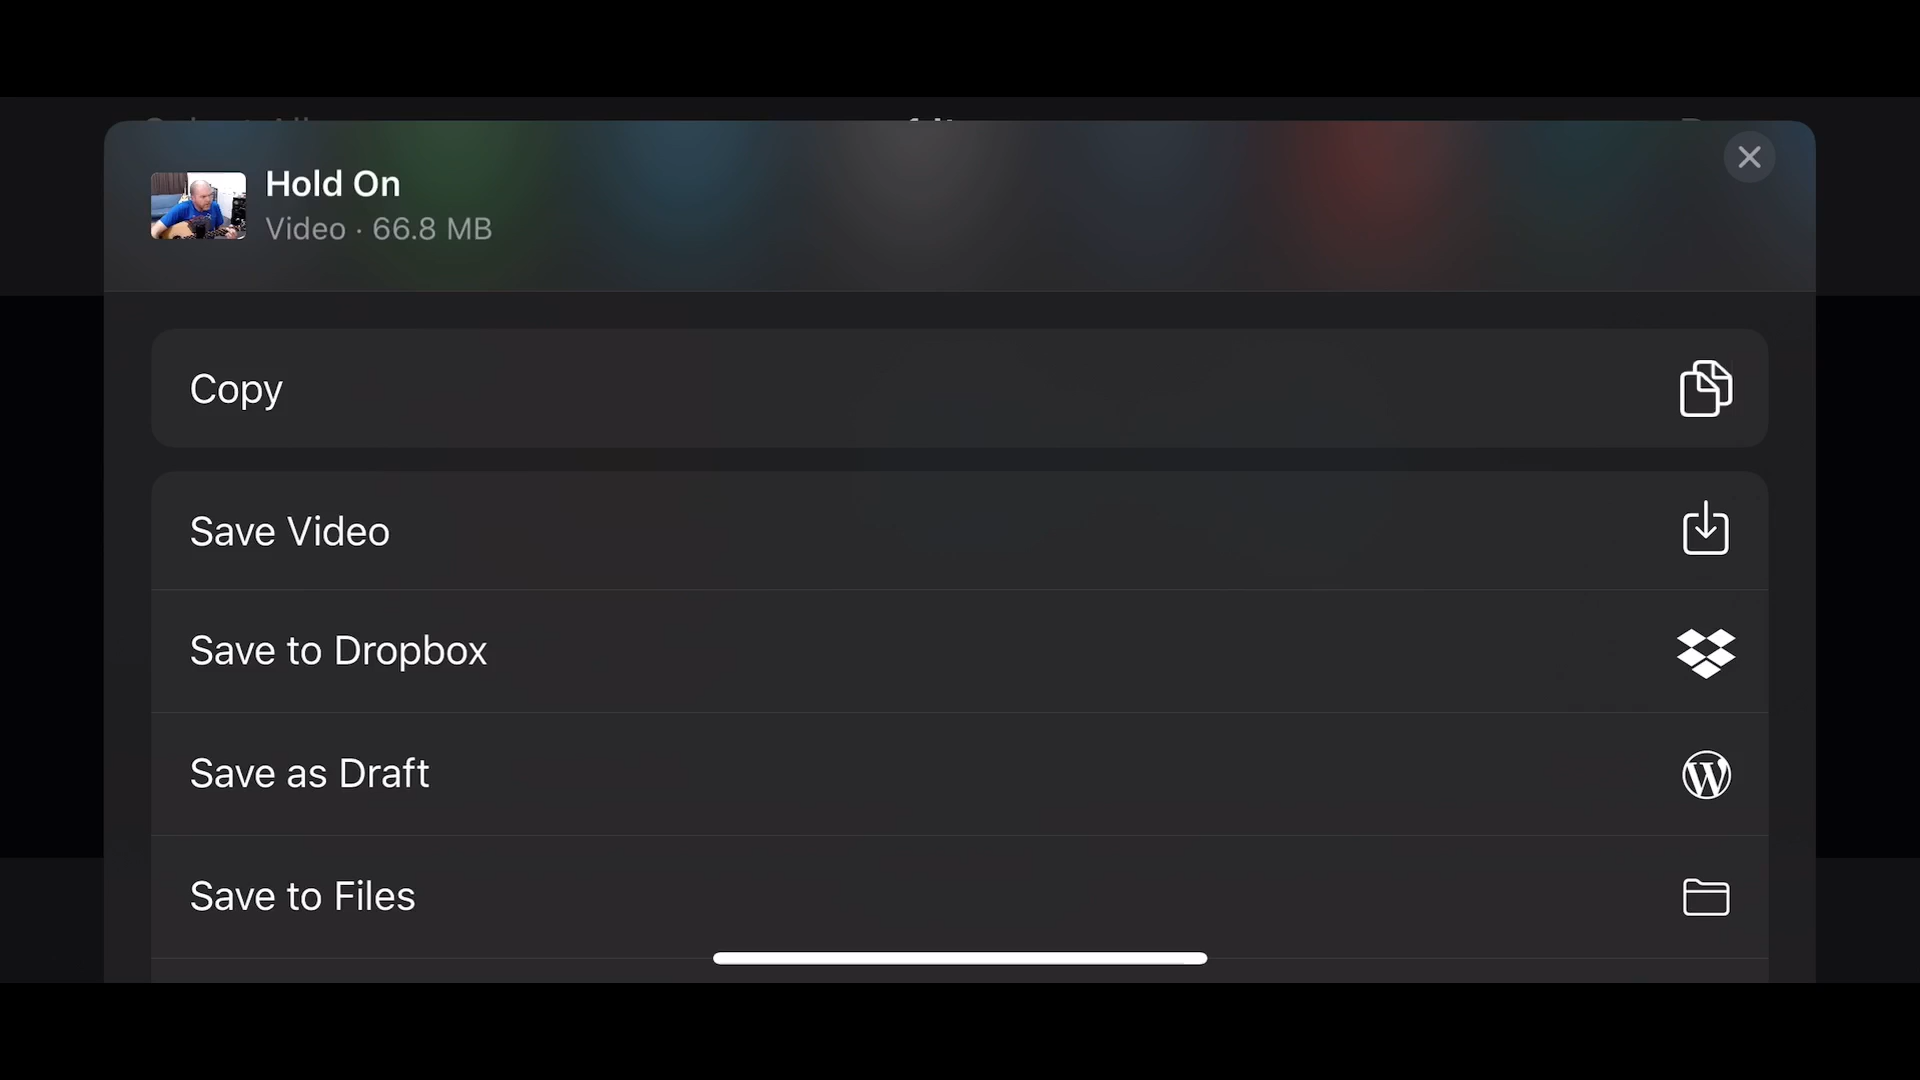 Hold On
Video · 66.8 MB
Copy
Save Video
Save to Dropbox
Save as Draft
Save to Files